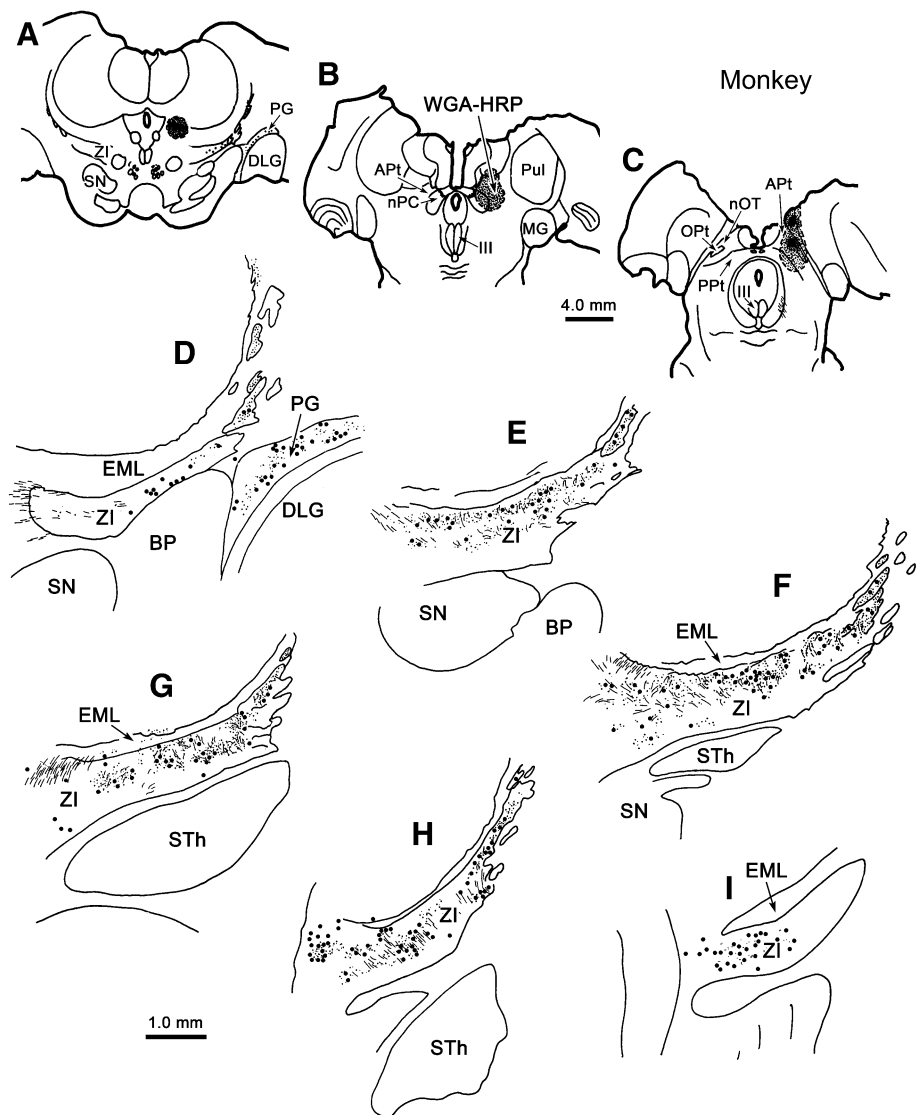 A
PG
ZI
DLG
SN
B
WGA-HRP
APt
nPC
Pul
MG
III
4.0 mm
Monkey
C
APt
nOT
OPt
PPt
III
D
PG
EML
ZI
BP
DLG
SN
E
ZI
SN
BP
F
EML
ZI
STh
SN
G
EML
ZI
STh
H
ZI
STh
I
EML
ZI
1.0 mm